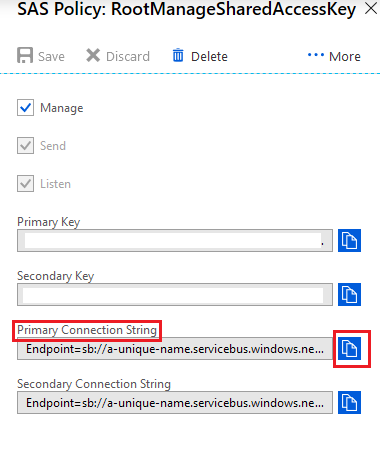 SAS Policy: RootManageSharedAccessKey
Save Discard Delete ··· More
Manage
Send
Listen
Primary Key
.
Secondary Key
Primary Connection String
Endpoint=sb://a-unique-name.servicebus.windows.ne...
Secondary Connection String
Endpoint=sb://a-unique-name.servicebus.windows.ne...